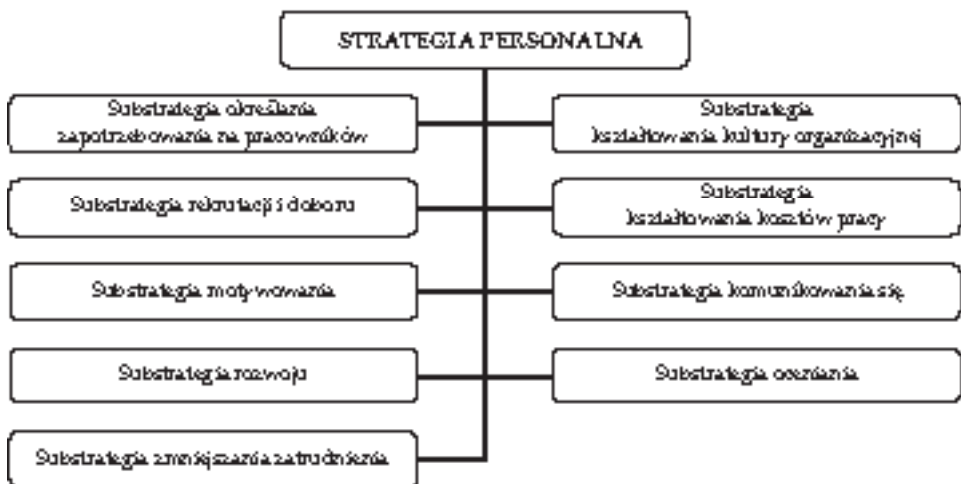 STRATEGIA PERSONALNA
Substrategia określania
zapotrzebowania na pracowników
Substrategia
kształtowania kultury organizacyjnej
Substrategia rekrutacji i doboru
Substrategia
kształtowania kosztów pracy
Substrategia motywowania
Substrategia komunikowania się
Substrategia rozwoju
Substrategia oceniania
Substrategia zmniejszania zatrudnienia